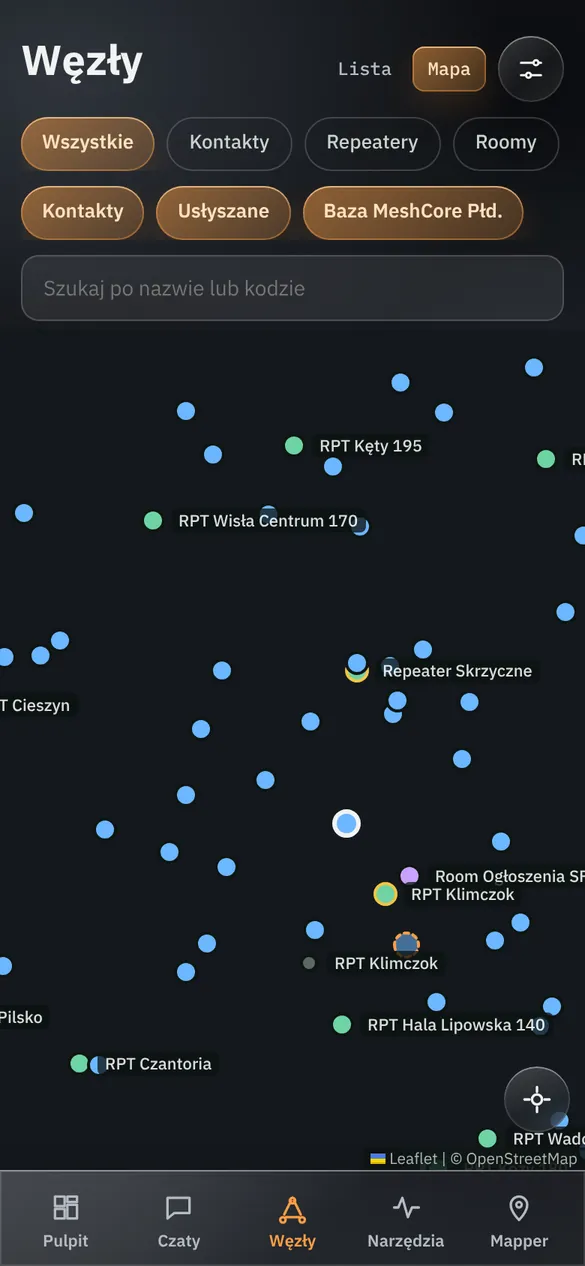 Węzły
Lista Mapa
Wszystkie Kontakty Repeatery Roomy
Kontakty Usłyszane Baza MeshCore Płd.
Szukaj po nazwie lub kodzie
RPT Kęty 195
RPT Wisła Centrum 170
Repeater Skrzyczne
T Cieszyn
Room Ogłoszenia
RPT Klimczok
RPT Klimczok
Pilsko
RPT Hala Lipowska 140
RPT Czantoria
RPT
Leaflet | © OpenStreetMap
Pulpit Czaty Węzły Narzędzia Mapper